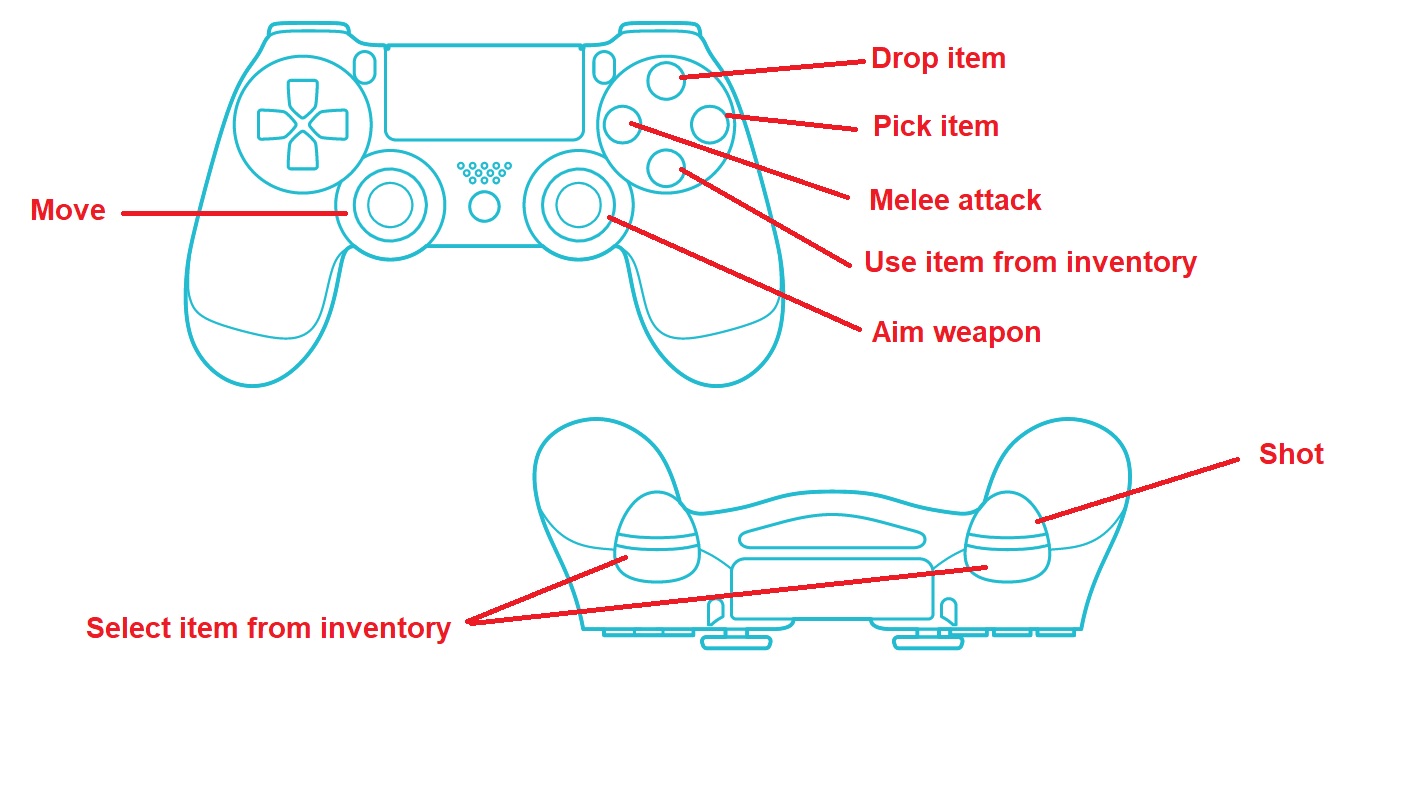 Drop item
Pick item
Melee attack
Move
Use item from inventory
Aim weapon
Shot
Select item from inventory